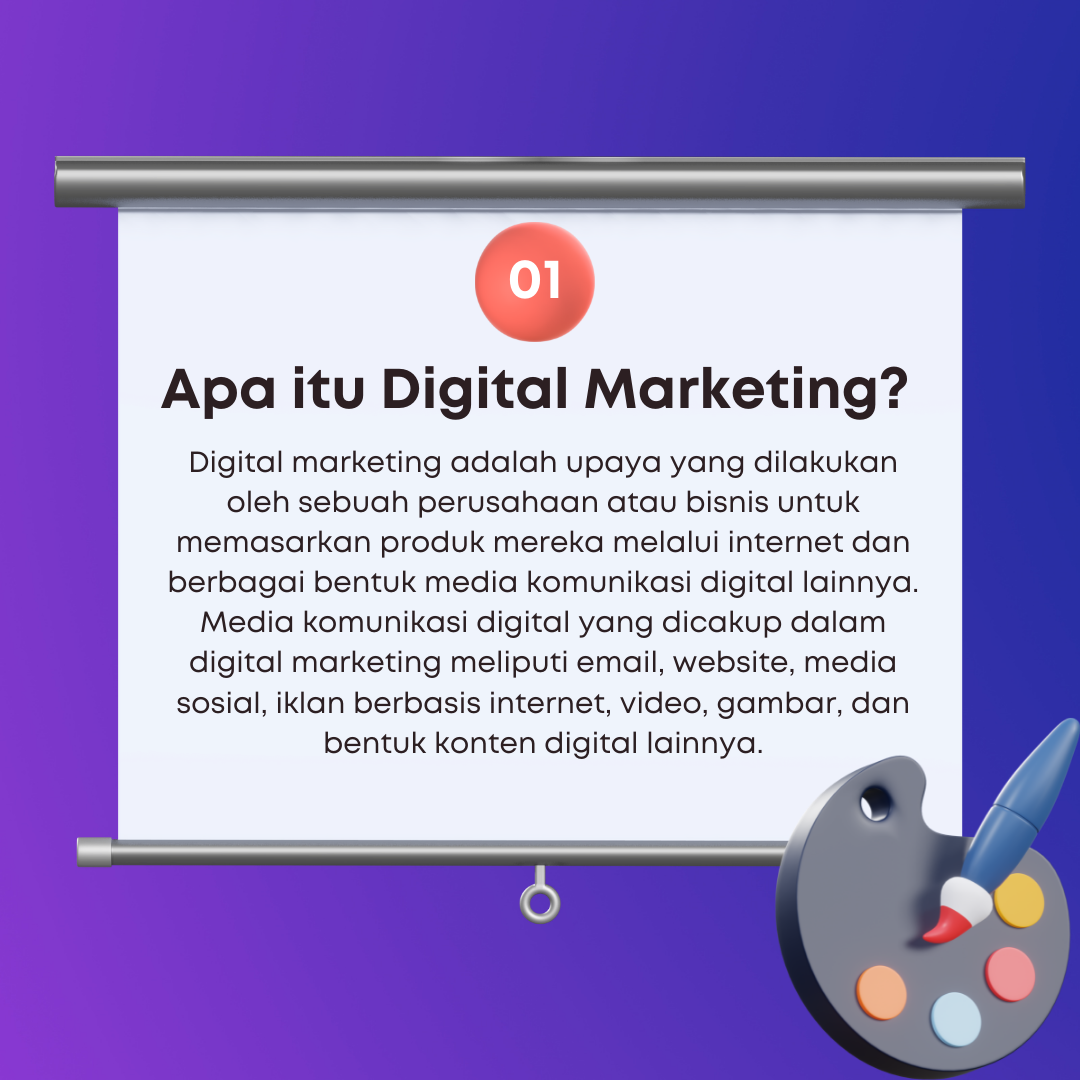 01
Apa itu Digital Marketing?
Digital marketing adalah upaya yang dilakukan
oleh sebuah perusahaan atau bisnis untuk
memasarkan produk mereka melalui internet dan
berbagai bentuk media komunikasi digital lainnya.
Media komunikasi digital yang dicakup dalam
digital marketing meliputi email, website, media
sosial, iklan berbasis internet, video, gambar, dan
bentuk konten digital lainnya.